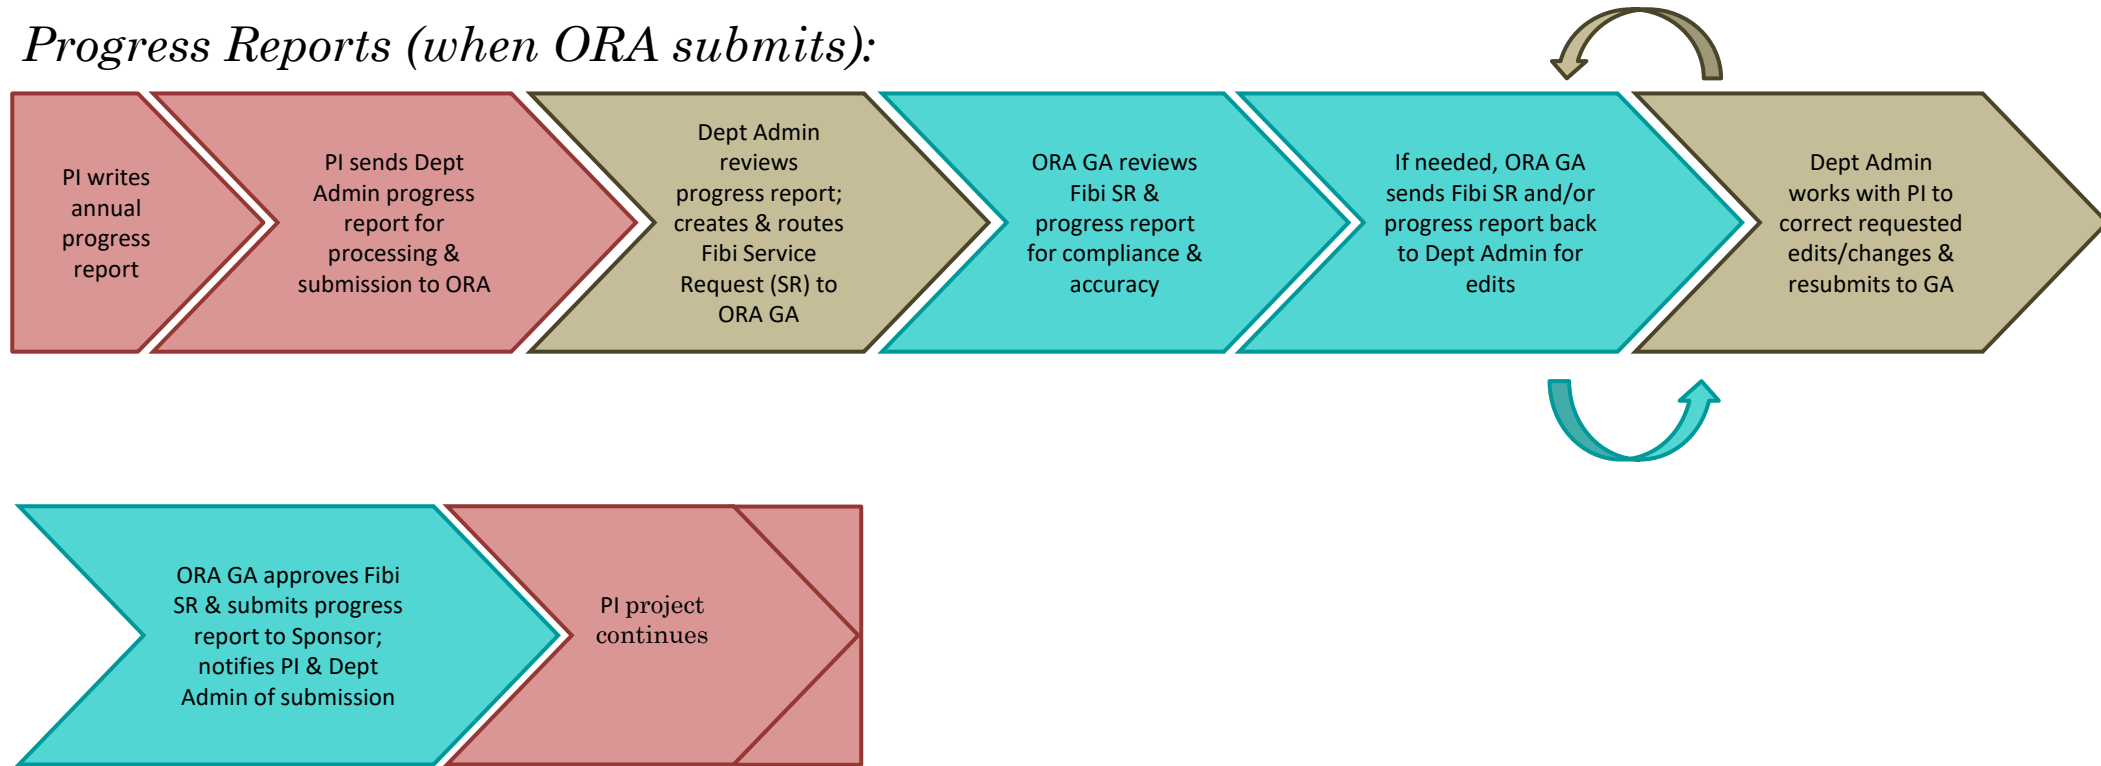 Progress Reports (when ORA submits):
PI writes
annual
progress
report
PI sends Dept
Admin progress
report for
processing &
submission to ORA
Dept Admin
reviews
progress report;
creates & routes
Fibi Service
Request (SR) to
ORA GA
ORA GA reviews
Fibi SR &
progress report
for compliance &
accuracy
If needed, ORA GA
sends Fibi SR and/or
progress report back
to Dept Admin for
edits
Dept Admin
works with PI to
correct requested
edits/changes &
resubmits to GA
ORA GA approves Fibi
SR & submits progress
report to Sponsor;
notifies PI & Dept
Admin of submission
PI project
continues